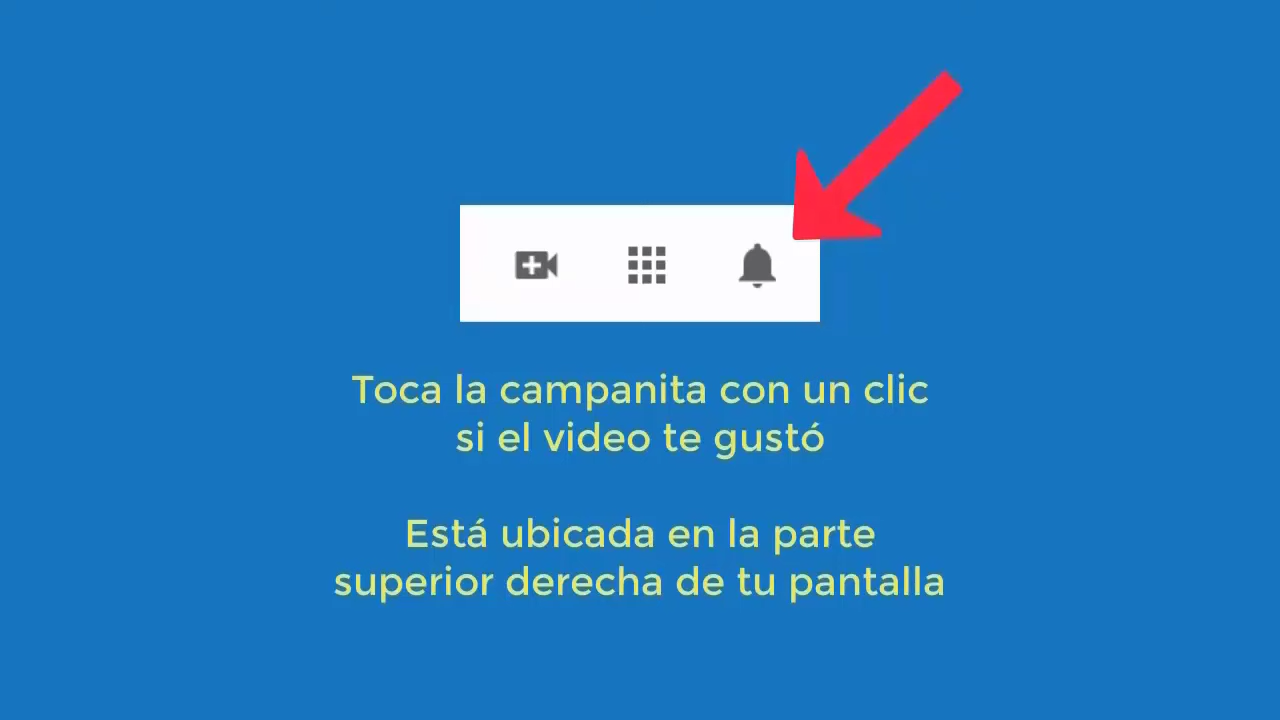 Toca la campanita con un clic
si el video te gustó
Está ubicada en la parte
superior derecha de tu pantalla